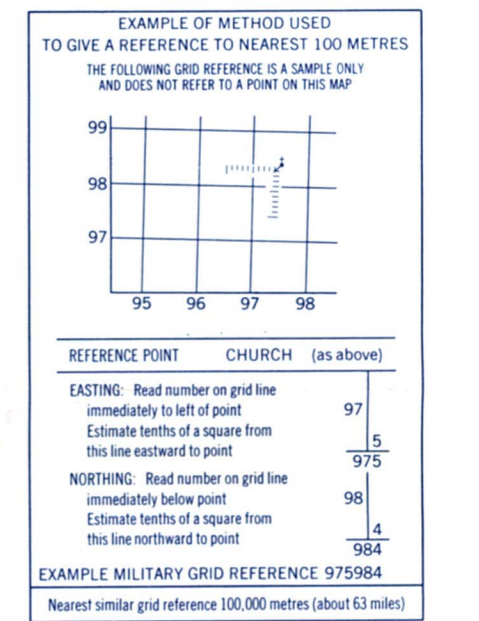 EXAMPLE OF METHOD USED
TO GIVE A REFERENCE TO NEAREST 100 METRES
THE FOLLOWING GRID REFERENCE IS A SAMPLE ONLY
AND DOES NOT REFER TO A POINT ON THIS MAP
99
98
97
95 96 97 98
REFERENCE POINT CHURCH (as above)
EASTING: Read number on grid line
immediately to left of point 97
Estimate tenths of a square from
this line eastward to point 5
975
NORTHING: Read number on grid line
immediately below point 98
Estimate tenths of a square from
this line northward to point 4
984
EXAMPLE MILITARY GRID REFERENCE 975984
Nearest similar grid reference 100,000 metres (about 63 miles)